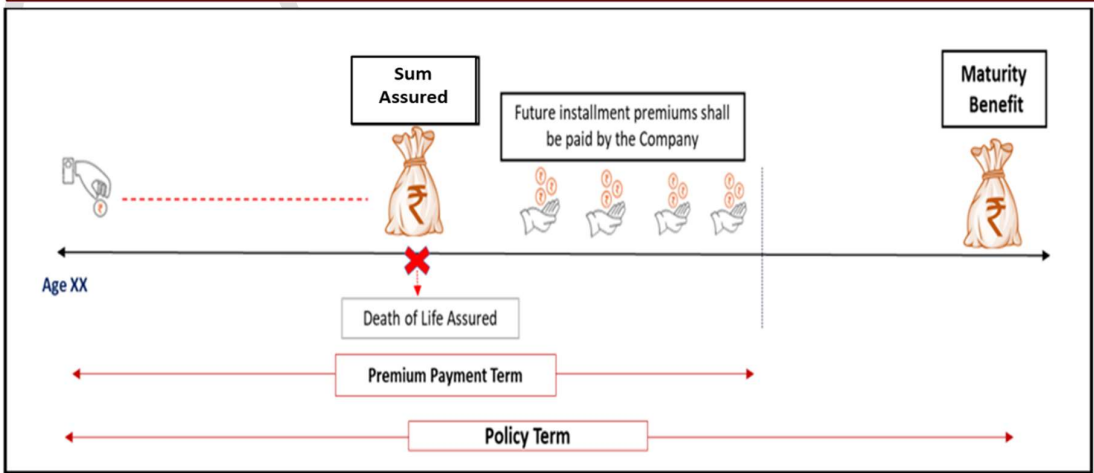 Sum
Assured
Future installment premiums shall
be paid by the Company
Maturity
Benefit
₹
₹
Age XX
Death of Life Assured
Premium Payment Term
Policy Term